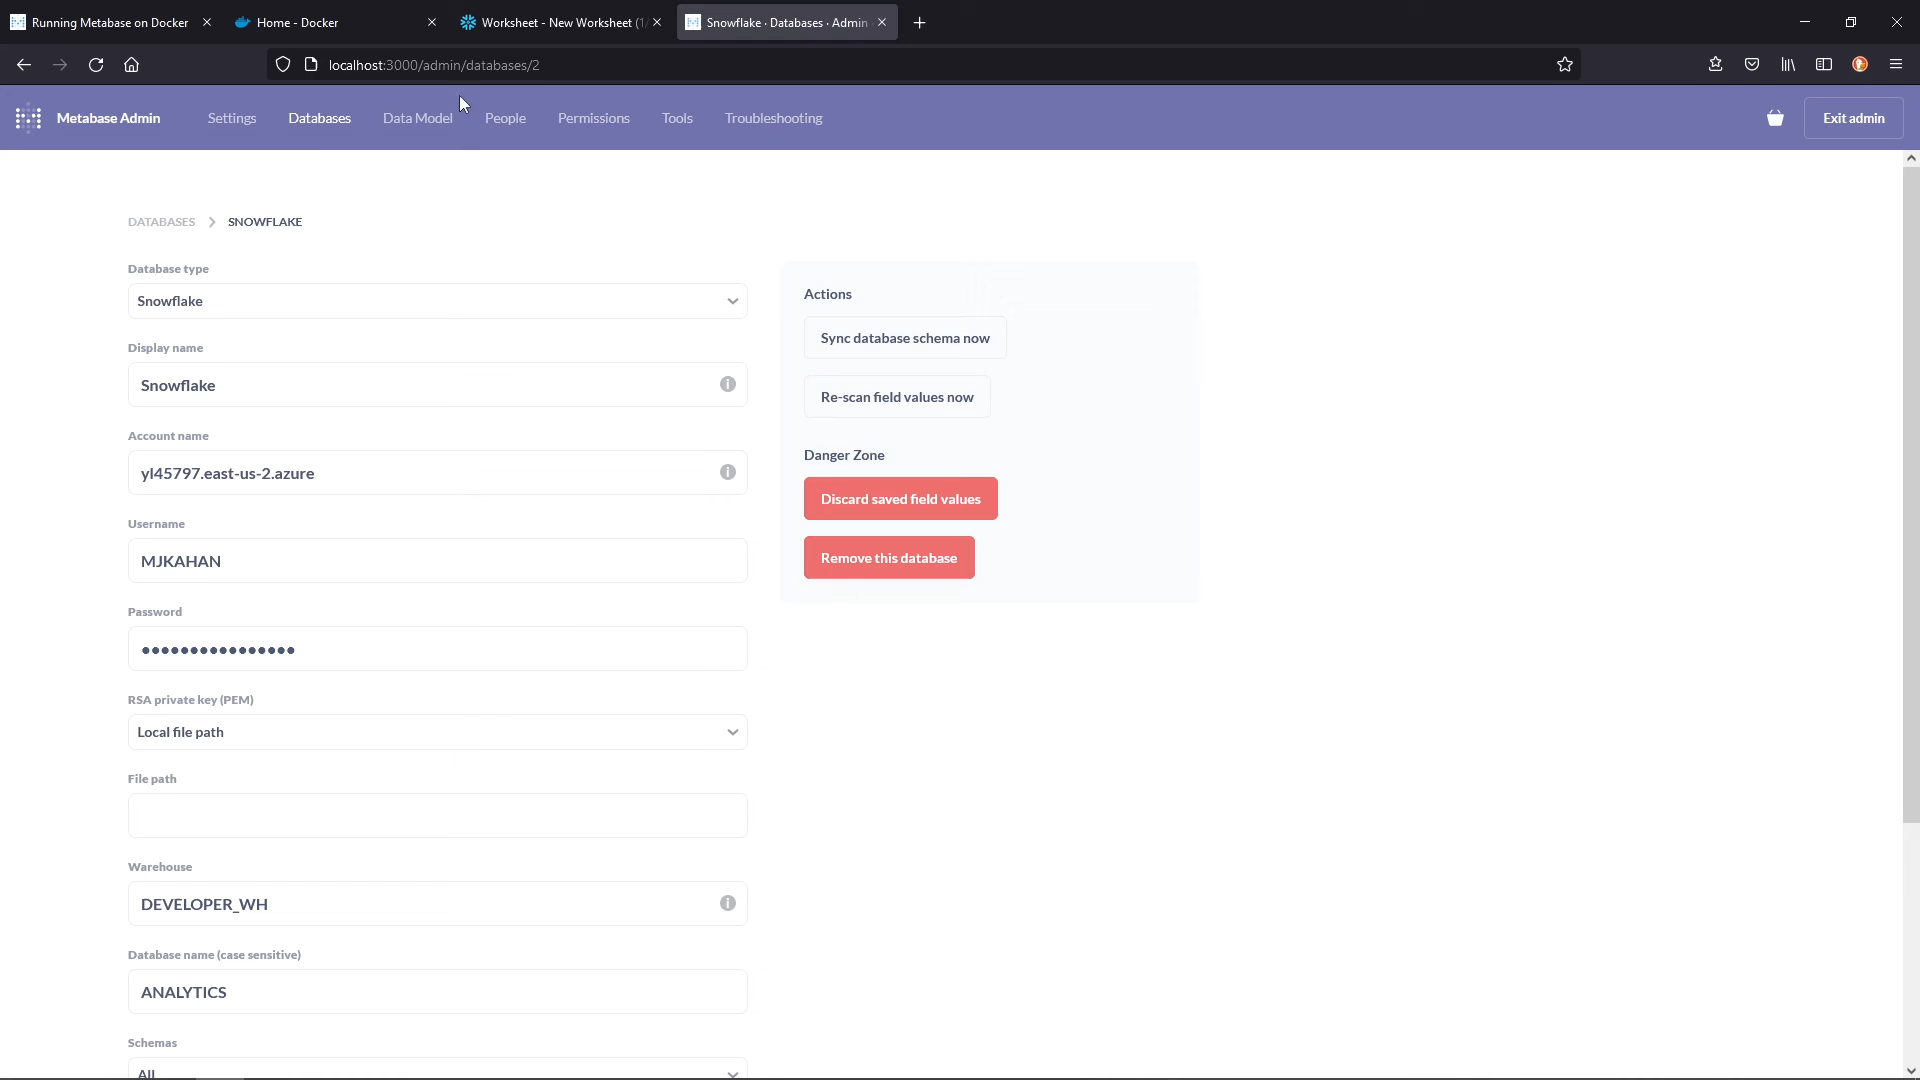 Running Metabase on Docker
Home - Docker
Worksheet - New Worksheet (1/
Snowflake · Databases · Admin
localhost:3000/admin/databases/2
Metabase Admin
Settings
Databases
Data Model
People
Permissions
Tools
Troubleshooting
Exit admin
DATABASES
SNOWFLAKE
Database type
Snowflake
Display name
Snowflake
Account name
yl45797.east-us-2.azure
Username
MJKAHAN
Password
RSA private key (PEM)
Local file path
File path
Warehouse
DEVELOPER_WH
Database name (case sensitive)
ANALYTICS
Schemas
All
Actions
Sync database schema now
Re-scan field values now
Danger Zone
Discard saved field values
Remove this database